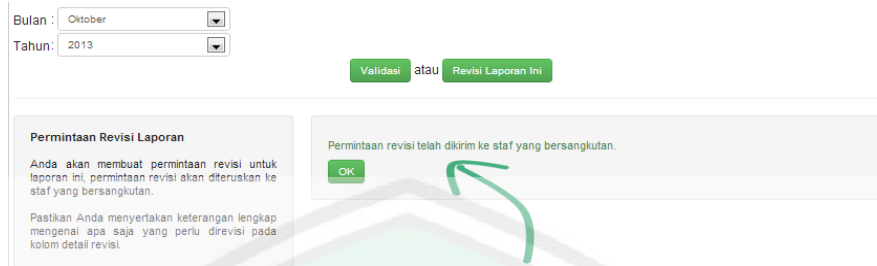 Bulan : Oktober
Tahun: 2013
Validasi atau Revisi Laporan Ini
Permintaan Revisi Laporan
Anda akan membuat permintaan revisi untuk
laporan ini, permintaan revisi akan diteruskan ke
staf yang bersangkutan.
Pastikan Anda menyertakan keterangan lengkap
mengenai apa saja yang perlu direvisi pada
kolom detail revisi.
Permintaan revisi telah dikirim ke staf yang bersangkutan.
OK